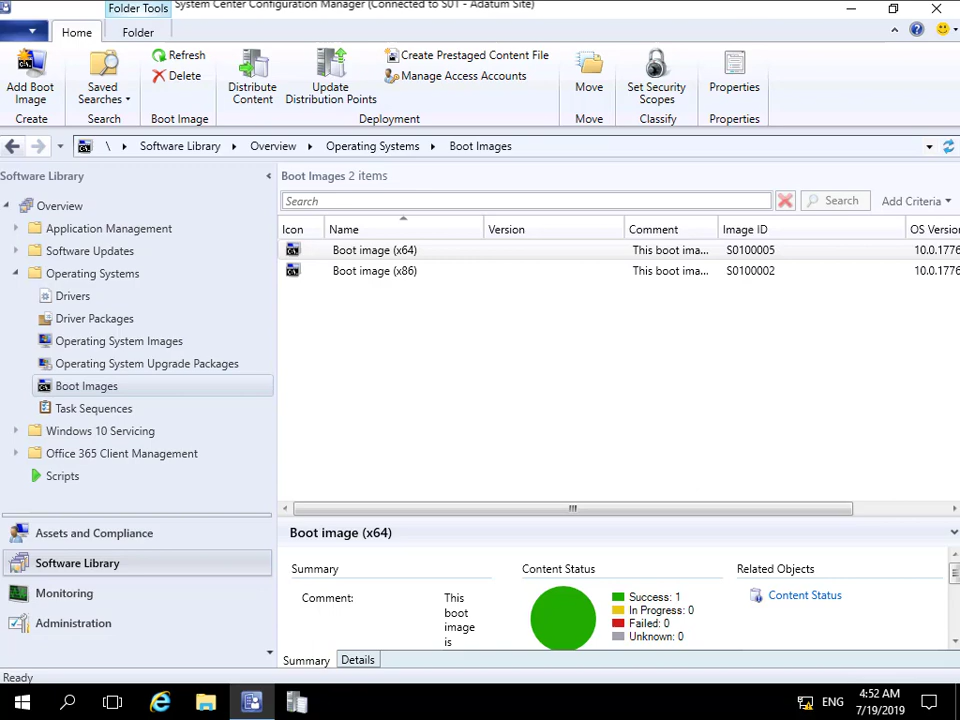 Folder Tools
System Center Configuration Manager (Connected to S01 - Adatum Site)
Home
Folder
Add Boot Image
Create
Saved Searches
Search
Refresh
Delete
Boot Image
Distribute Content
Update Distribution Points
Create Prestaged Content File
Manage Access Accounts
Deployment
Move
Move
Set Security Scopes
Classify
Properties
Properties
\ Software Library Overview Operating Systems Boot Images
Software Library
Overview
Application Management
Software Updates
Operating Systems
Drivers
Driver Packages
Operating System Images
Operating System Upgrade Packages
Boot Images
Task Sequences
Windows 10 Servicing
Office 365 Client Management
Scripts
Assets and Compliance
Software Library
Monitoring
Administration
Boot Images 2 items
Search
Search
Add Criteria
Icon Name Version Comment Image ID OS Versio
Boot image (x64) This boot ima... S0100005 10.0.1776
Boot image (x86) This boot ima... S0100002 10.0.1776
Boot image (x64)
Summary
Comment:
This
boot
image
is
Content Status
Success: 1
In Progress: 0
Failed: 0
Unknown: 0
Related Objects
Content Status
Summary Details
Ready
ENG
4:52 AM
7/19/2019